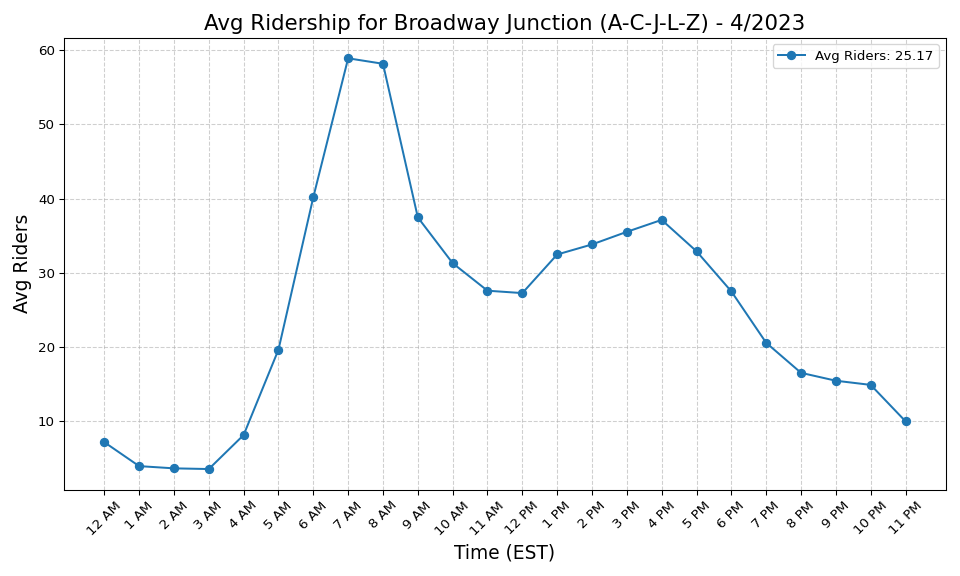 Avg Ridership for Broadway Junction (A-C-J-L-Z) - 4/2023
Avg Riders: 25.17
60
50
40
30
20
10
Avg Riders
12 AM
1 AM
2 AM
3 AM
4 AM
5 AM
6 AM
7 AM
8 AM
9 AM
10 AM
11 AM
12 PM
1 PM
2 PM
3 PM
4 PM
5 PM
6 PM
7 PM
8 PM
9 PM
10 PM
11 PM
Time (EST)